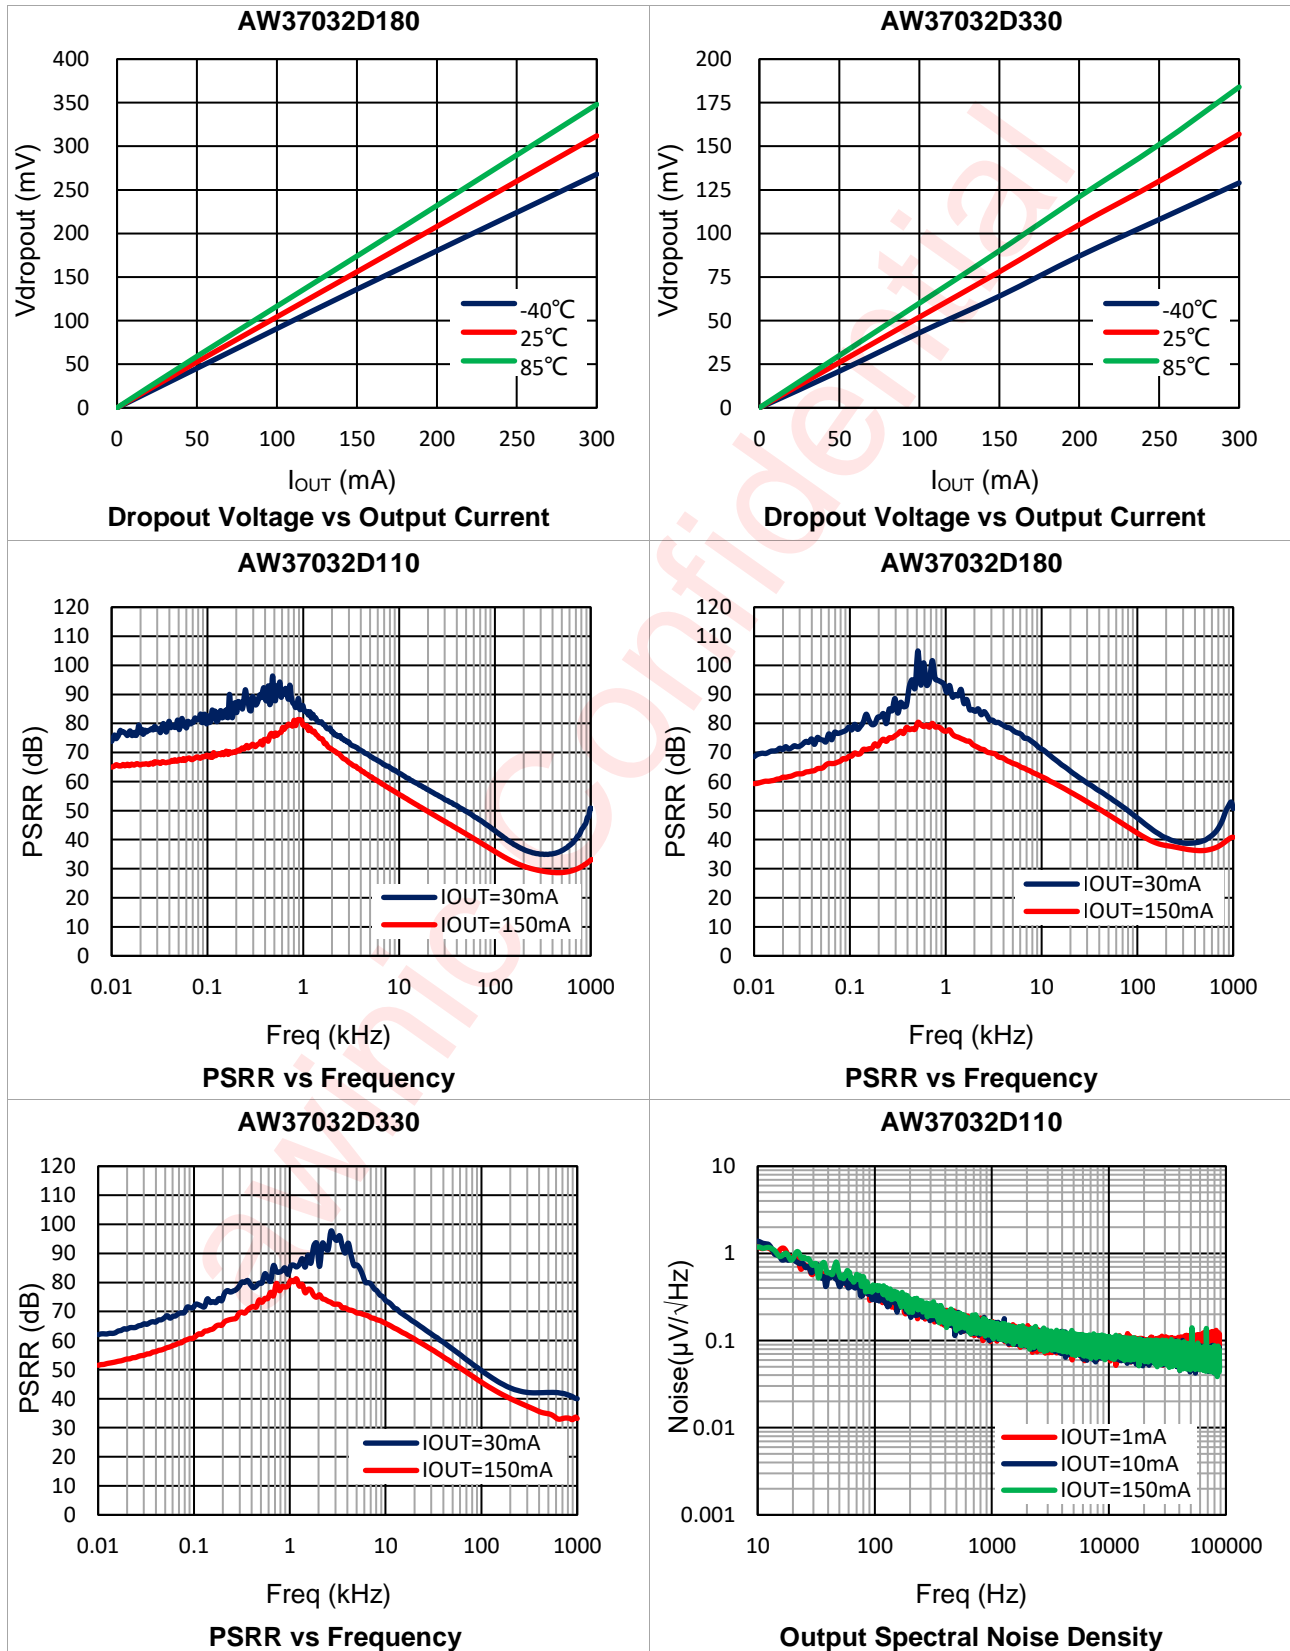 AW37032D180
Vdropout (mV)
400
350
300
250
200
150
100
50
0
-40℃
25℃
85℃
0 50 100 150 200 250 300
IOUT (mA)
Dropout Voltage vs Output Current
AW37032D330
Vdropout (mV)
200
175
150
125
100
75
50
25
0
-40℃
25℃
85℃
0 50 100 150 200 250 300
IOUT (mA)
Dropout Voltage vs Output Current
AW37032D110
PSRR (dB)
120
110
100
90
80
70
60
50
40
30
20
10
0
IOUT=30mA
IOUT=150mA
0.01 0.1 1 10 100 1000
Freq (kHz)
PSRR vs Frequency
AW37032D180
PSRR (dB)
120
110
100
90
80
70
60
50
40
30
20
10
0
IOUT=30mA
IOUT=150mA
0.01 0.1 1 10 100 1000
Freq (kHz)
PSRR vs Frequency
AW37032D330
PSRR (dB)
120
110
100
90
80
70
60
50
40
30
20
10
0
IOUT=30mA
IOUT=150mA
0.01 0.1 1 10 100 1000
Freq (kHz)
PSRR vs Frequency
AW37032D110
Noise(μV/√Hz)
10
1
0.1
0.01
0.001
IOUT=1mA
IOUT=10mA
IOUT=150mA
10 100 1000 10000 100000
Freq (Hz)
Output Spectral Noise Density
awinic Confidential